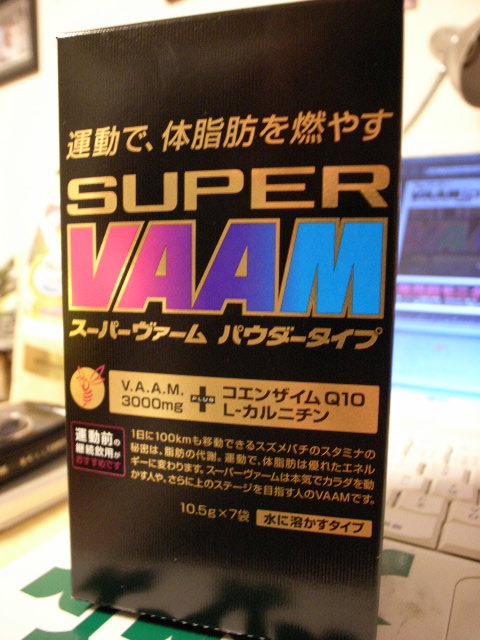 運動で、体脂肪を燃やす
SUPER
VAAM
スーパーヴァーム パウダータイプ
V.A.A.M.
3000mg
PLUS
コエンザイムQ10
L-カルニチン
運動前の
継続飲用が
おすすめです
1日に100kmも移動できるスズメバチのスタミナの
秘密は、脂肪の代謝。運動で、体脂肪は優れたエネル
ギーに変わります。スーパーヴァームは本気でカラダを動
かす人や、さらに上のステージを目指す人のVAAMです。
10.5g×7袋 水に溶かすタイプ